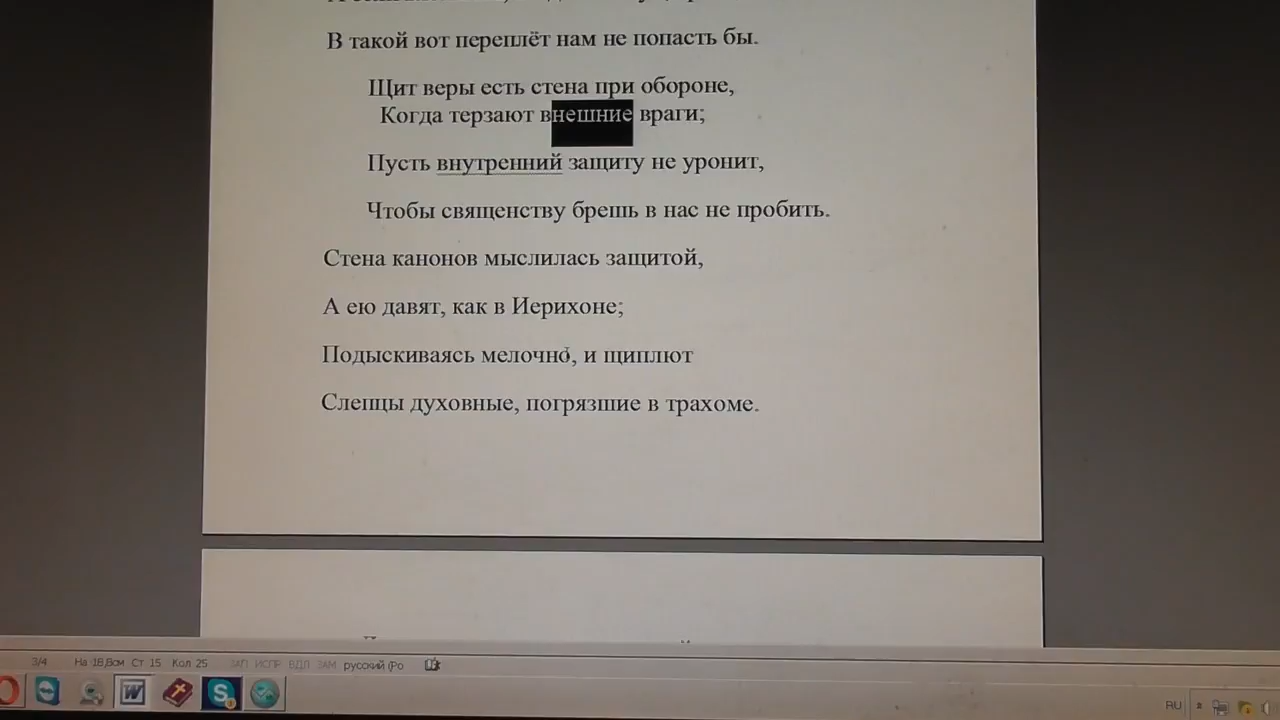 В такой вот переплёт нам не попасть бы.
Щит веры есть стена при обороне,
Когда терзают внешние враги;
Пусть внутренний защиту не уронит,
Чтобы священству брешь в нас не пробить.
Стена канонов мыслилась защитой,
А ею давят, как в Иерихоне;
Подыскиваясь мелочно́, и щиплют
Слепцы духовные, погрязшие в трахоме.
3/4 На 18,8см Ст 15 Кол 25 ЗАП ИСПР ВДЛ ЗАМ русский (Ро
RU